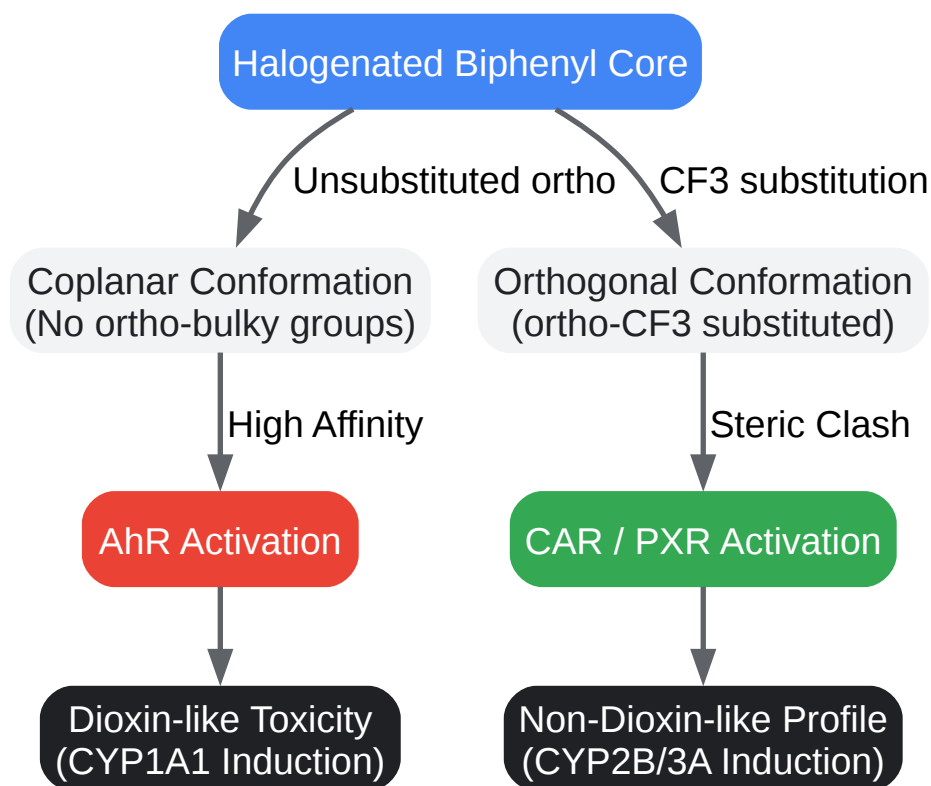 Halogenated Biphenyl Core
Unsubstituted ortho
CF3 substitution
Coplanar Conformation
(No ortho-bulky groups)
Orthogonal Conformation
(ortho-CF3 substituted)
High Affinity
Steric Clash
AhR Activation
CAR / PXR Activation
Dioxin-like Toxicity
(CYP1A1 Induction)
Non-Dioxin-like Profile
(CYP2B/3A Induction)